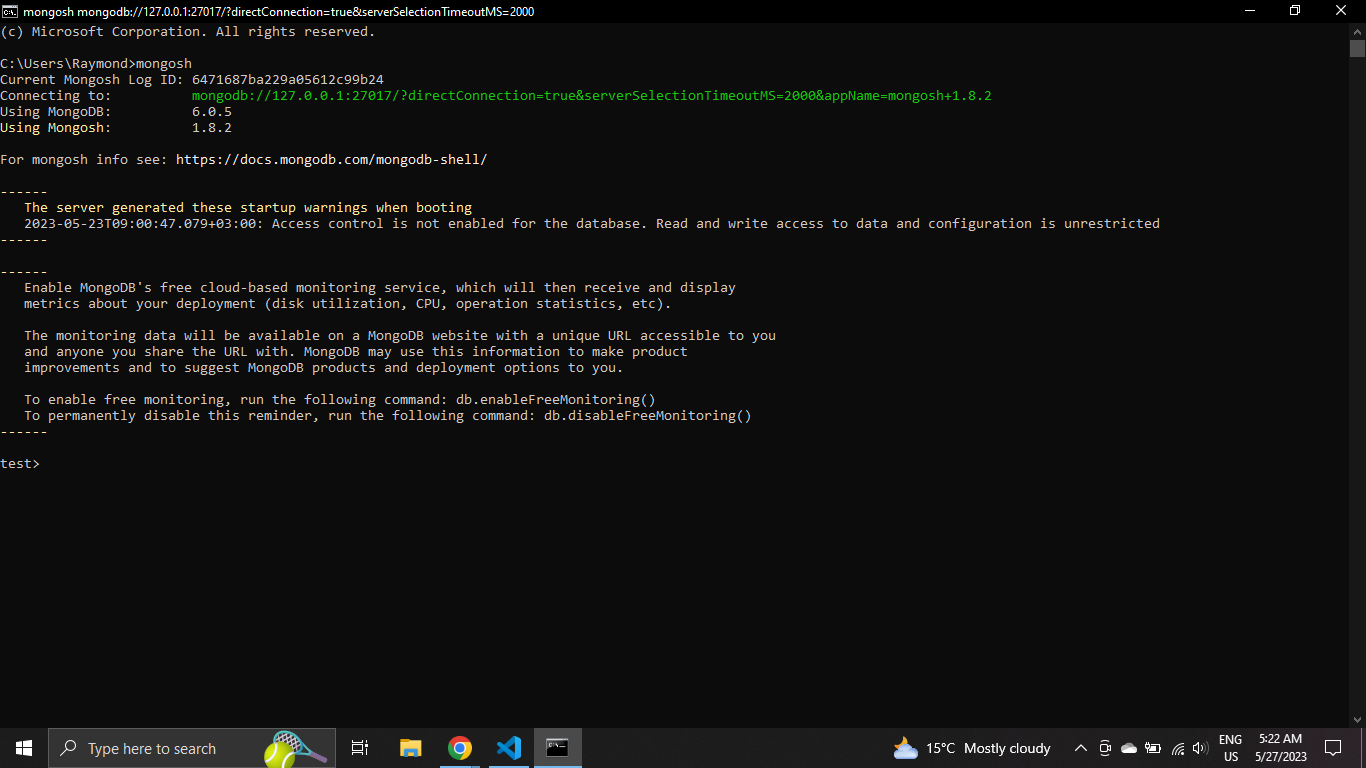 mongosh mongodb://127.0.0.1:27017/?directConnection=true&serverSelectionTimeoutMS=2000
(c) Microsoft Corporation. All rights reserved.
C:\Users\Raymond>mongosh
Current Mongosh Log ID: 6471687ba229a05612c99b24
Connecting to: mongodb://127.0.0.1:27017/?directConnection=true&serverSelectionTimeoutMS=2000&appName=mongosh+1.8.2
Using MongoDB: 6.0.5
Using Mongosh: 1.8.2
For mongosh info see: https://docs.mongodb.com/mongodb-shell/
------
The server generated these startup warnings when booting
2023-05-23T09:00:47.079+03:00: Access control is not enabled for the database. Read and write access to data and configuration is unrestricted
------
------
Enable MongoDB's free cloud-based monitoring service, which will then receive and display
metrics about your deployment (disk utilization, CPU, operation statistics, etc).
The monitoring data will be available on a MongoDB website with a unique URL accessible to you
and anyone you share the URL with. MongoDB may use this information to make product
improvements and to suggest MongoDB products and deployment options to you.
To enable free monitoring, run the following command: db.enableFreeMonitoring()
To permanently disable this reminder, run the following command: db.disableFreeMonitoring()
------
test>
Type here to search
15°C Mostly cloudy
ENG
US
5:22 AM
5/27/2023